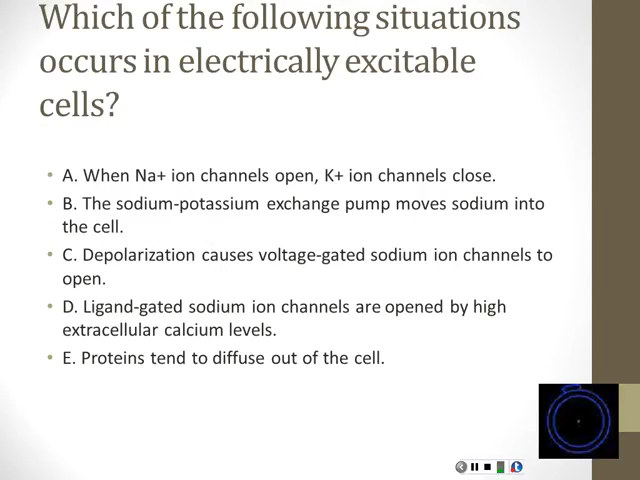 Which of the following situations
occurs in electrically excitable
cells?
• A. When Na+ ion channels open, K+ ion channels close.
• B. The sodium-potassium exchange pump moves sodium into
the cell.
• C. Depolarization causes voltage-gated sodium ion channels to
open.
• D. Ligand-gated sodium ion channels are opened by high
extracellular calcium levels.
• E. Proteins tend to diffuse out of the cell.